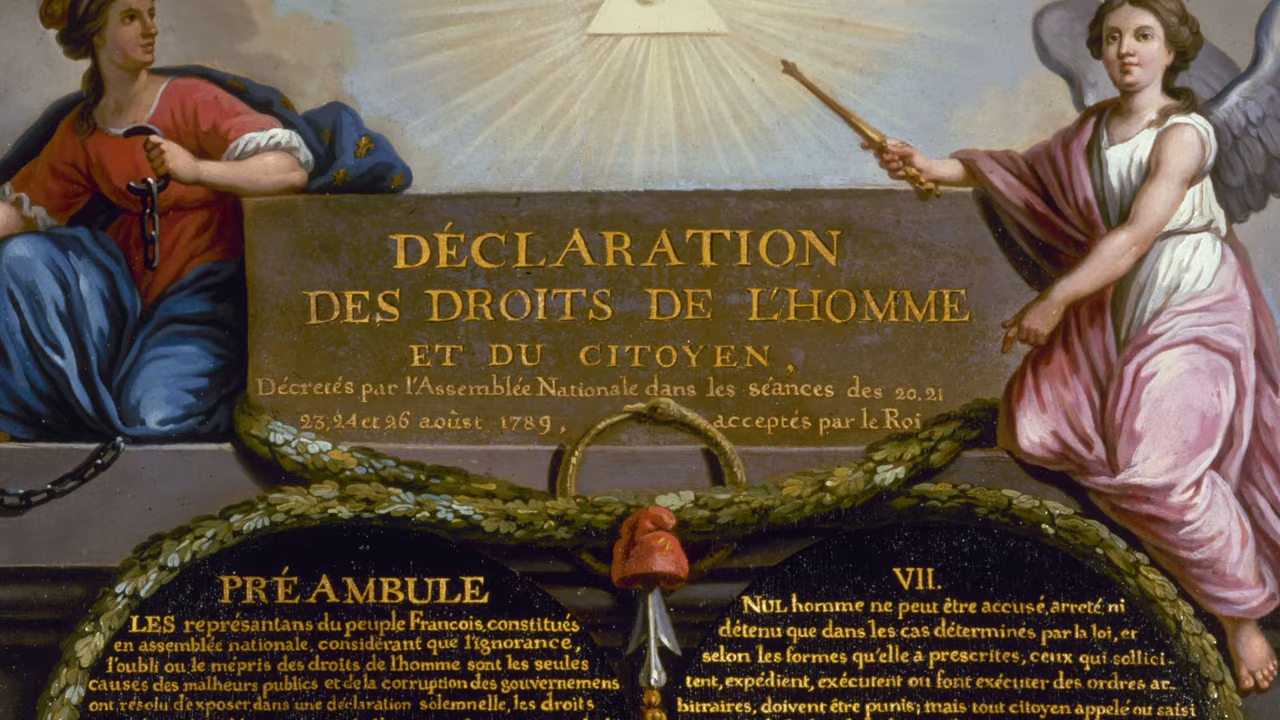 DÉCLARATION
DES DROITS DE L'HOMME
ET DU CITOYEN,
Décretés par l'Assemblée Nationale dans les séances des 20, 21
23, 24 et 26 aoûst 1789, acceptés par le Roi
PRÉAMBULE
LES représantans du peuple Francois, constitués
en assemblée nationale, considérant que l'ignorance,
l'oubli ou le mépris des droits de l'homme sont les seules
causes des malheurs publics et de la corruption des gouvernemens
ont résolu d'exposer dans une déclaration solemnelle, les droits
VII.
NUL homme ne peut être accusé, arreté, ni
détenu que dans les cas déterminés par la loi, et
selon les formes qu'elle à prescrites, ceux qui sollici-
tent, expédient, exécutent ou font exécuter des ordres ar-
bitraires, doivent être punis; mais tout citoyen appelé ou saisi